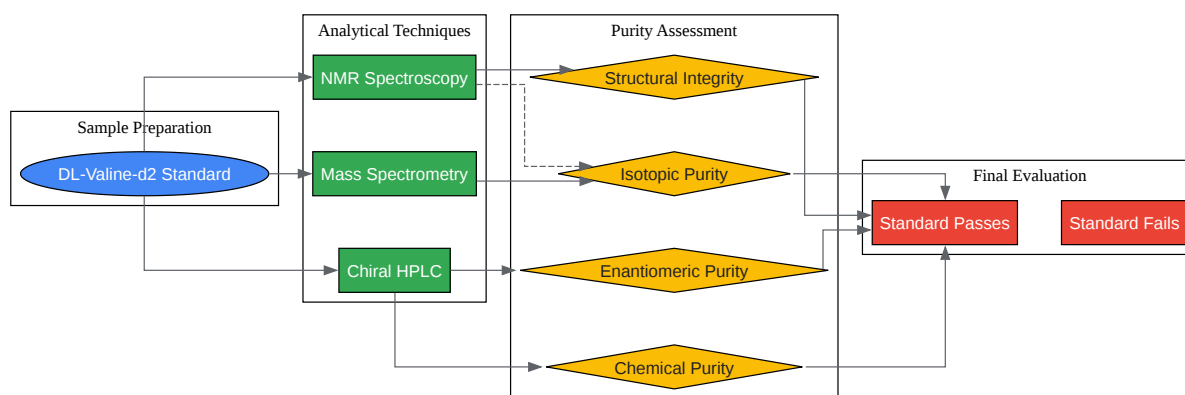 Analytical Techniques
Purity Assessment
NMR Spectroscopy
Structural Integrity
Sample Preparation
DL-Valine-d2 Standard
Mass Spectrometry
Isotopic Purity
Final Evaluation
Standard Passes
Standard Fails
Chiral HPLC
Enantiomeric Purity
Chemical Purity